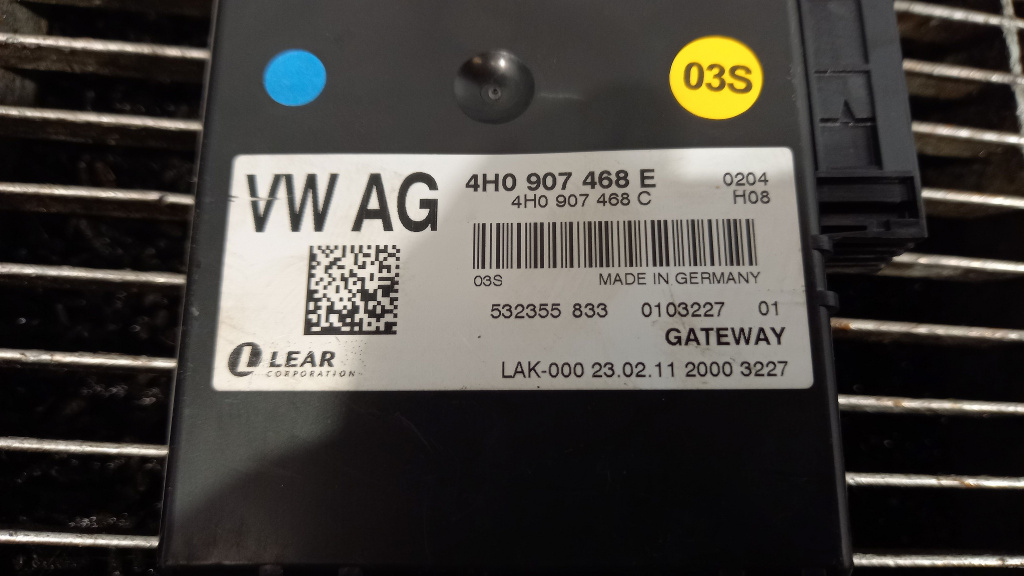 03S
VW AG
4H0 907 468 E 0204
4H0 907 468 C H08
03S MADE IN GERMANY
532355 833 0103227 01
GATEWAY
LEAR
CORPORATION
LAK-000 23.02.11 2000 3227